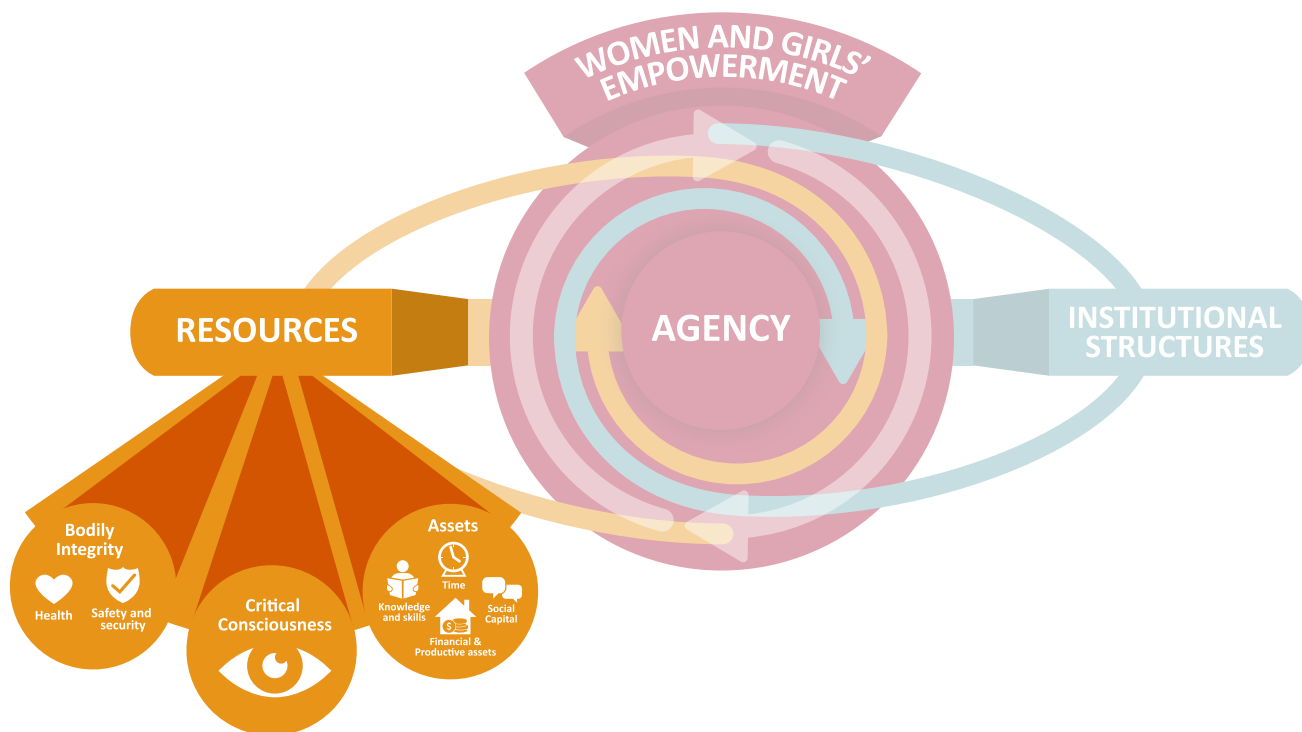 WOMEN AND GIRLS’
EMPOWERMENT
RESOURCES
AGENCY
INSTITUTIONAL
STRUCTURES
Bodily
Integrity
Health
Safety and
security
Critical
Consciousness
Assets
Time
Knowledge
and skills
Social
Capital
$
Financial &
Productive assets